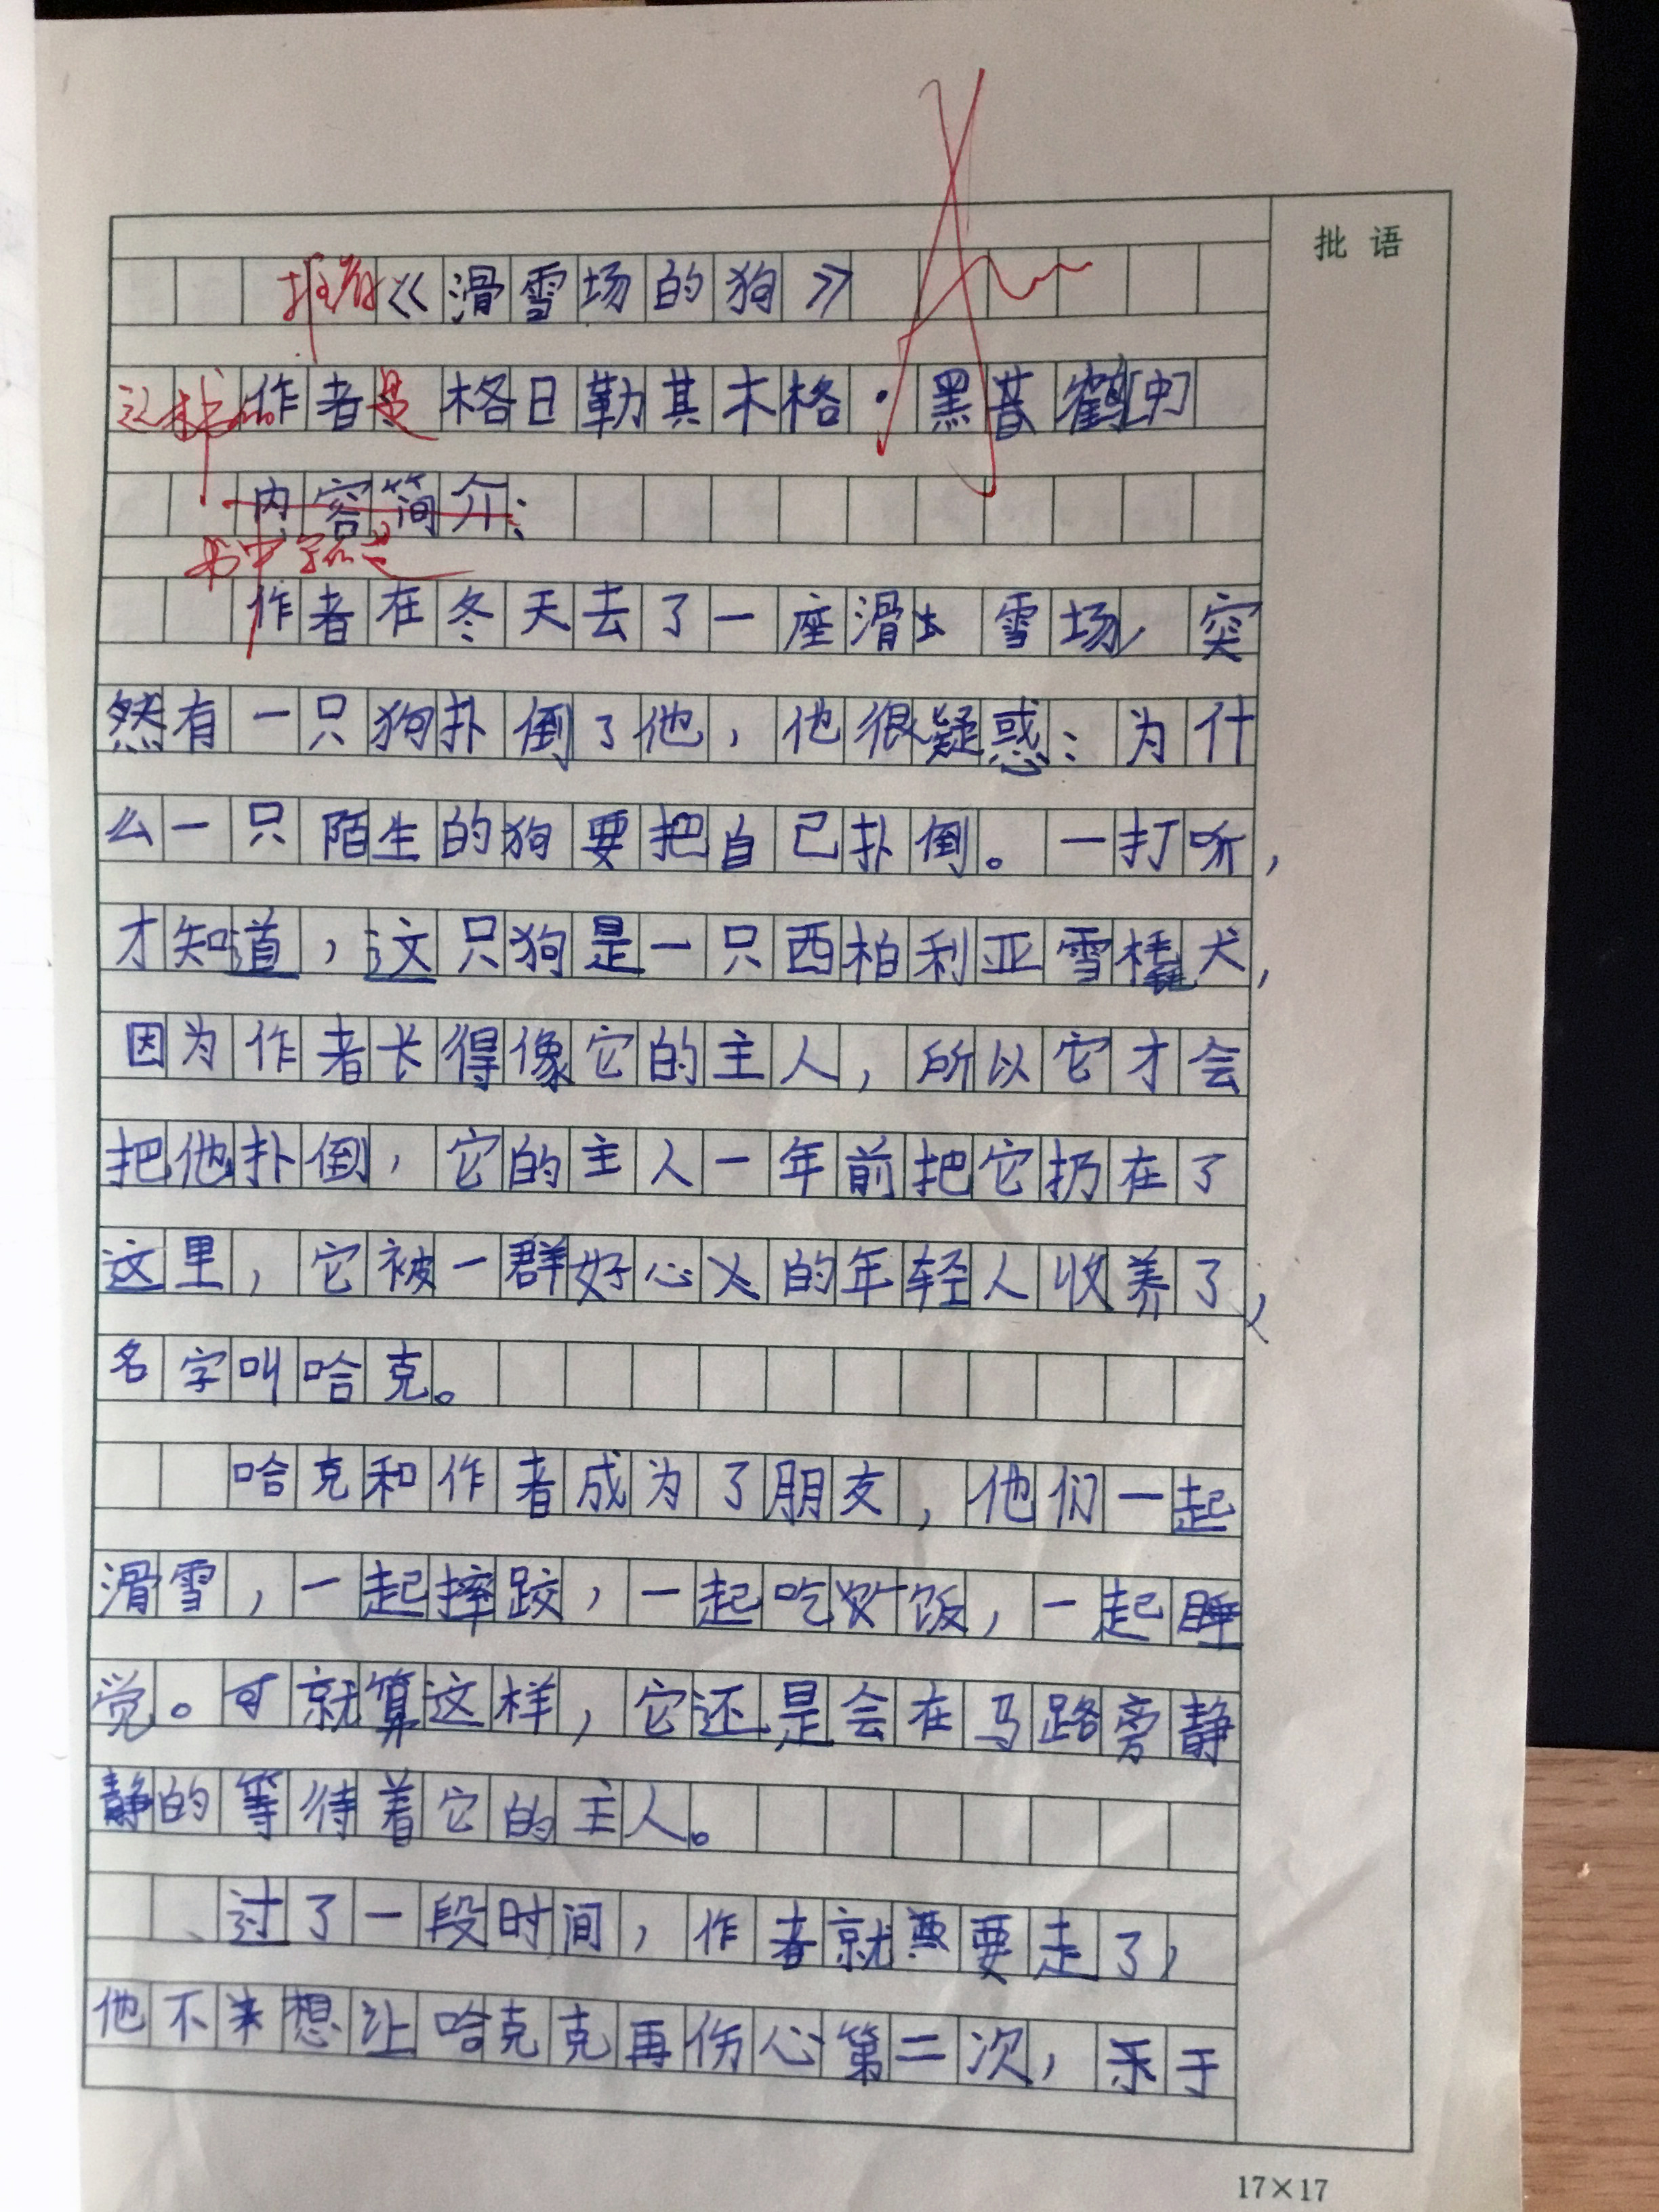 推荐《滑雪场的狗》
批语
这本书的作者是格日勒其木格·黑鹤
内容简介:
书中写的是
作者在冬天去了一座滑雪场,突
然有一只狗扑倒了他,他很疑惑:为什
么一只陌生的狗要把自己扑倒。一打听,
才知道,这只狗是一只西柏利亚雪橇犬,
因为作者长得像它的主人,所以它才会
把他扑倒,它的主人一年前把它扔在了
这里,它被一群好心的年轻人收养了,
名字叫哈克。
哈克和作者成为了朋友,他们一起
滑雪,一起摔跤,一起吃饭,一起睡
觉。可就算这样,它还是会在马路旁静
静的等待着它的主人。
过了一段时间,作者就要走了,
他不想让哈克克再伤心第二次,于
17×17